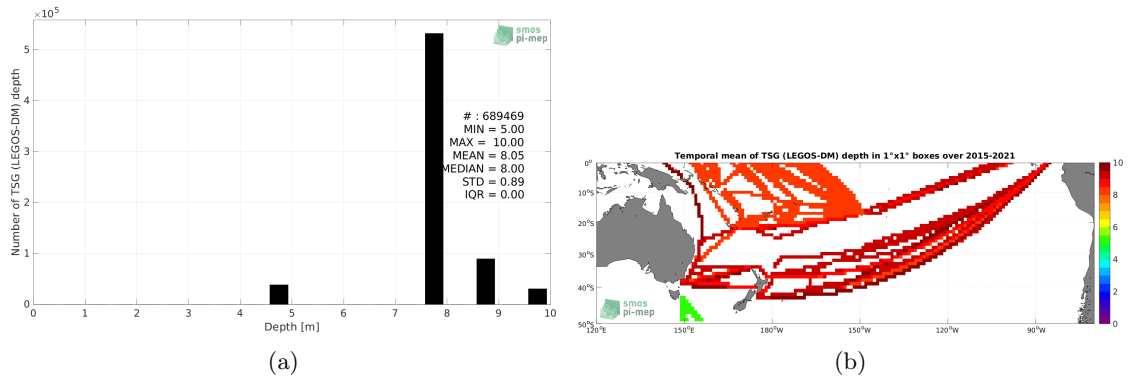 ×10⁵
5
4
3
2
1
0
Number of TSG (LEGOS-DM) depth
smos
pi-mep
# : 689469
MIN = 5.00
MAX = 10.00
MEAN = 8.05
MEDIAN = 8.00
STD = 0.89
IQR = 0.00
0 1 2 3 4 5 6 7 8 9 10
Depth [m]
(a)
Temporal mean of TSG (LEGOS-DM) depth in 1°x1° boxes over 2015-2021
0°
10°S
20°S
30°S
40°S
50°S
smos
pi-mep
120°E 150°E 180°W 150°W 120°W 90°W
10
8
6
4
2
0
(b)